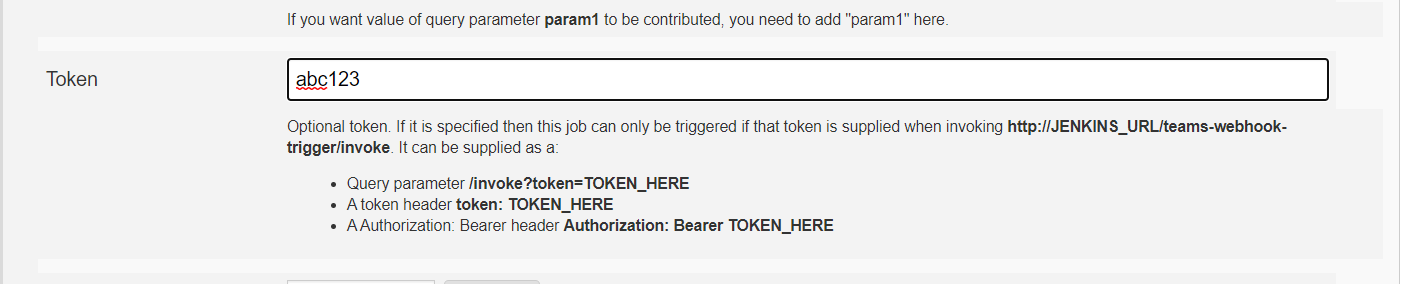 If you want value of query parameter param1 to be contributed, you need to add "param1" here.
Token
abc123
Optional token. If it is specified then this job can only be triggered if that token is supplied when invoking http://JENKINS_URL/teams-webhook-
trigger/invoke. It can be supplied as a:
• Query parameter /invoke?token=TOKEN_HERE
• A token header token: TOKEN_HERE
• A Authorization: Bearer header Authorization: Bearer TOKEN_HERE